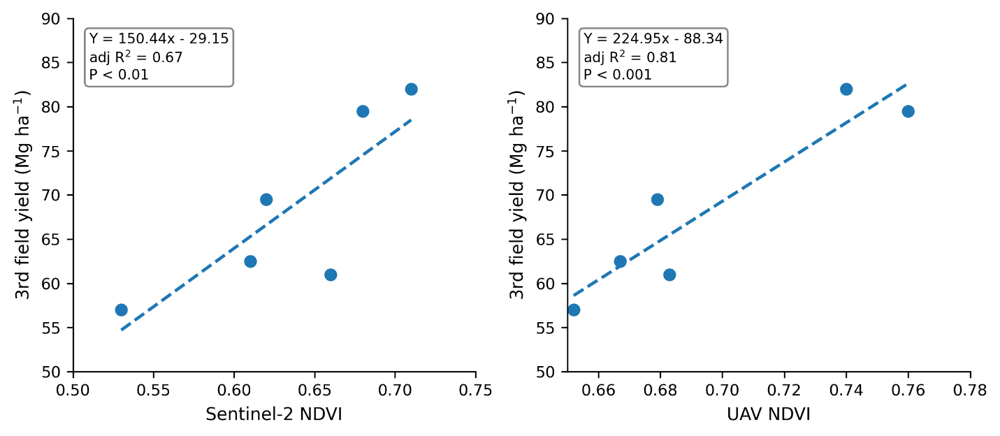 Y = 150.44x - 29.15
adj R² = 0.67
P < 0.01
90
85
80
75
70
65
60
55
50
3rd field yield (Mg ha⁻¹)
0.50 0.55 0.60 0.65 0.70 0.75
Sentinel-2 NDVI
Y = 224.95x - 88.34
adj R² = 0.81
P < 0.001
90
85
80
75
70
65
60
55
50
3rd field yield (Mg ha⁻¹)
0.66 0.68 0.70 0.72 0.74 0.76 0.78
UAV NDVI